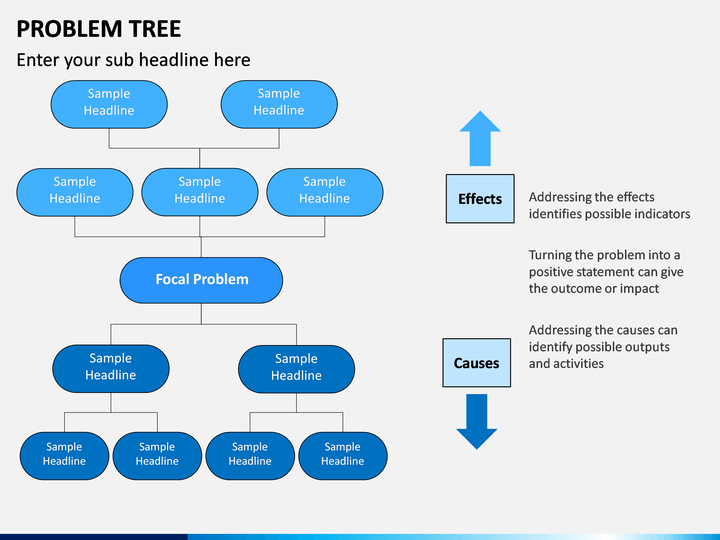 PROBLEM TREE
Enter your sub headline here
Sample
Headline
Sample
Headline
Sample
Headline
Sample
Headline
Sample
Headline
Focal Problem
Sample
Headline
Sample
Headline
Sample
Headline
Sample
Headline
Sample
Headline
Sample
Headline
Effects
Addressing the effects
identifies possible indicators
Turning the problem into a
positive statement can give
the outcome or impact
Causes
Addressing the causes can
identify possible outputs
and activities